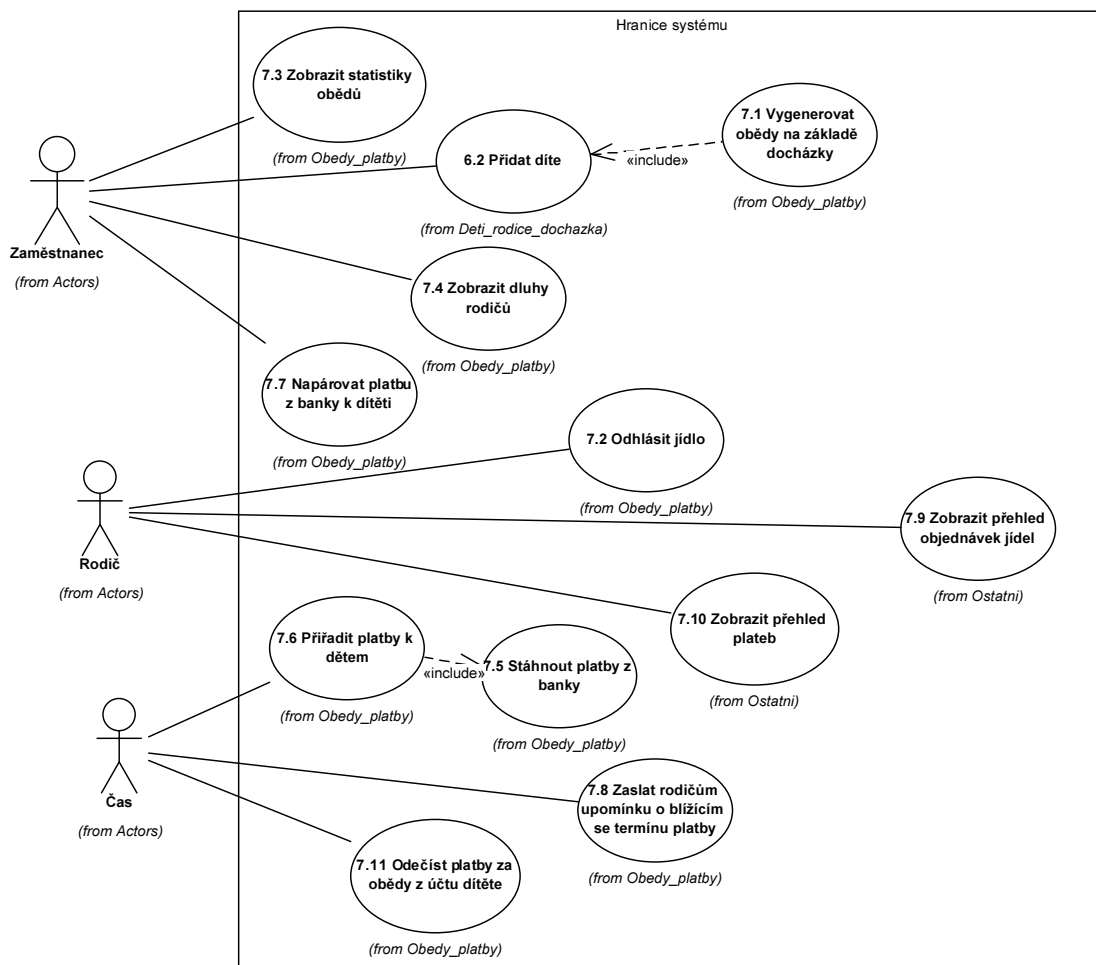 Hranice systému
7.3 Zobrazit statistiky
obědů
(from Obedy_platby)
6.2 Přidat díte
(from Deti_rodice_dochazka)
«include»
7.1 Vygenerovat
obědy na základě
docházky
(from Obedy_platby)
Zaměstnanec
(from Actors)
7.4 Zobrazit dluhy
rodičů
(from Obedy_platby)
7.7 Napárovat platbu
z banky k dítěti
(from Obedy_platby)
7.2 Odhlásit jídlo
(from Obedy_platby)
Rodič
(from Actors)
7.9 Zobrazit přehled
objednávek jídel
(from Ostatni)
7.10 Zobrazit přehled
plateb
(from Ostatni)
7.6 Přiřadit platby k
dětem
(from Obedy_platby)
«include»
7.5 Stáhnout platby z
banky
(from Obedy_platby)
Čas
(from Actors)
7.8 Zaslat rodičům
upomínku o blížícím
se termínu platby
(from Obedy_platby)
7.11 Odečíst platby za
obědy z účtu dítěte
(from Obedy_platby)